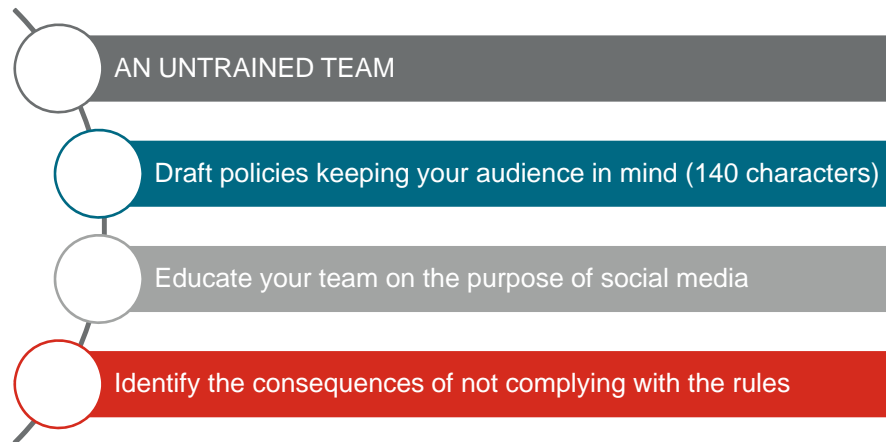 AN UNTRAINED TEAM
Draft policies keeping your audience in mind (140 characters)
Educate your team on the purpose of social media
Identify the consequences of not complying with the rules